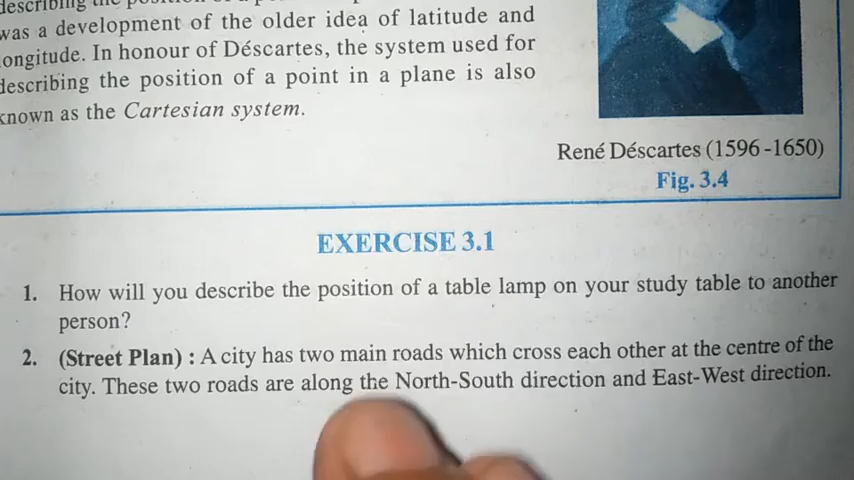 describing the position
was a development of the older idea of latitude and
longitude. In honour of Déscartes, the system used for
describing the position of a point in a plane is also
known as the Cartesian system.
René Déscartes (1596 -1650)
Fig. 3.4
EXERCISE 3.1
1. How will you describe the position of a table lamp on your study table to another
person?
2. (Street Plan) : A city has two main roads which cross each other at the centre of the
city. These two roads are along the North-South direction and East-West direction.